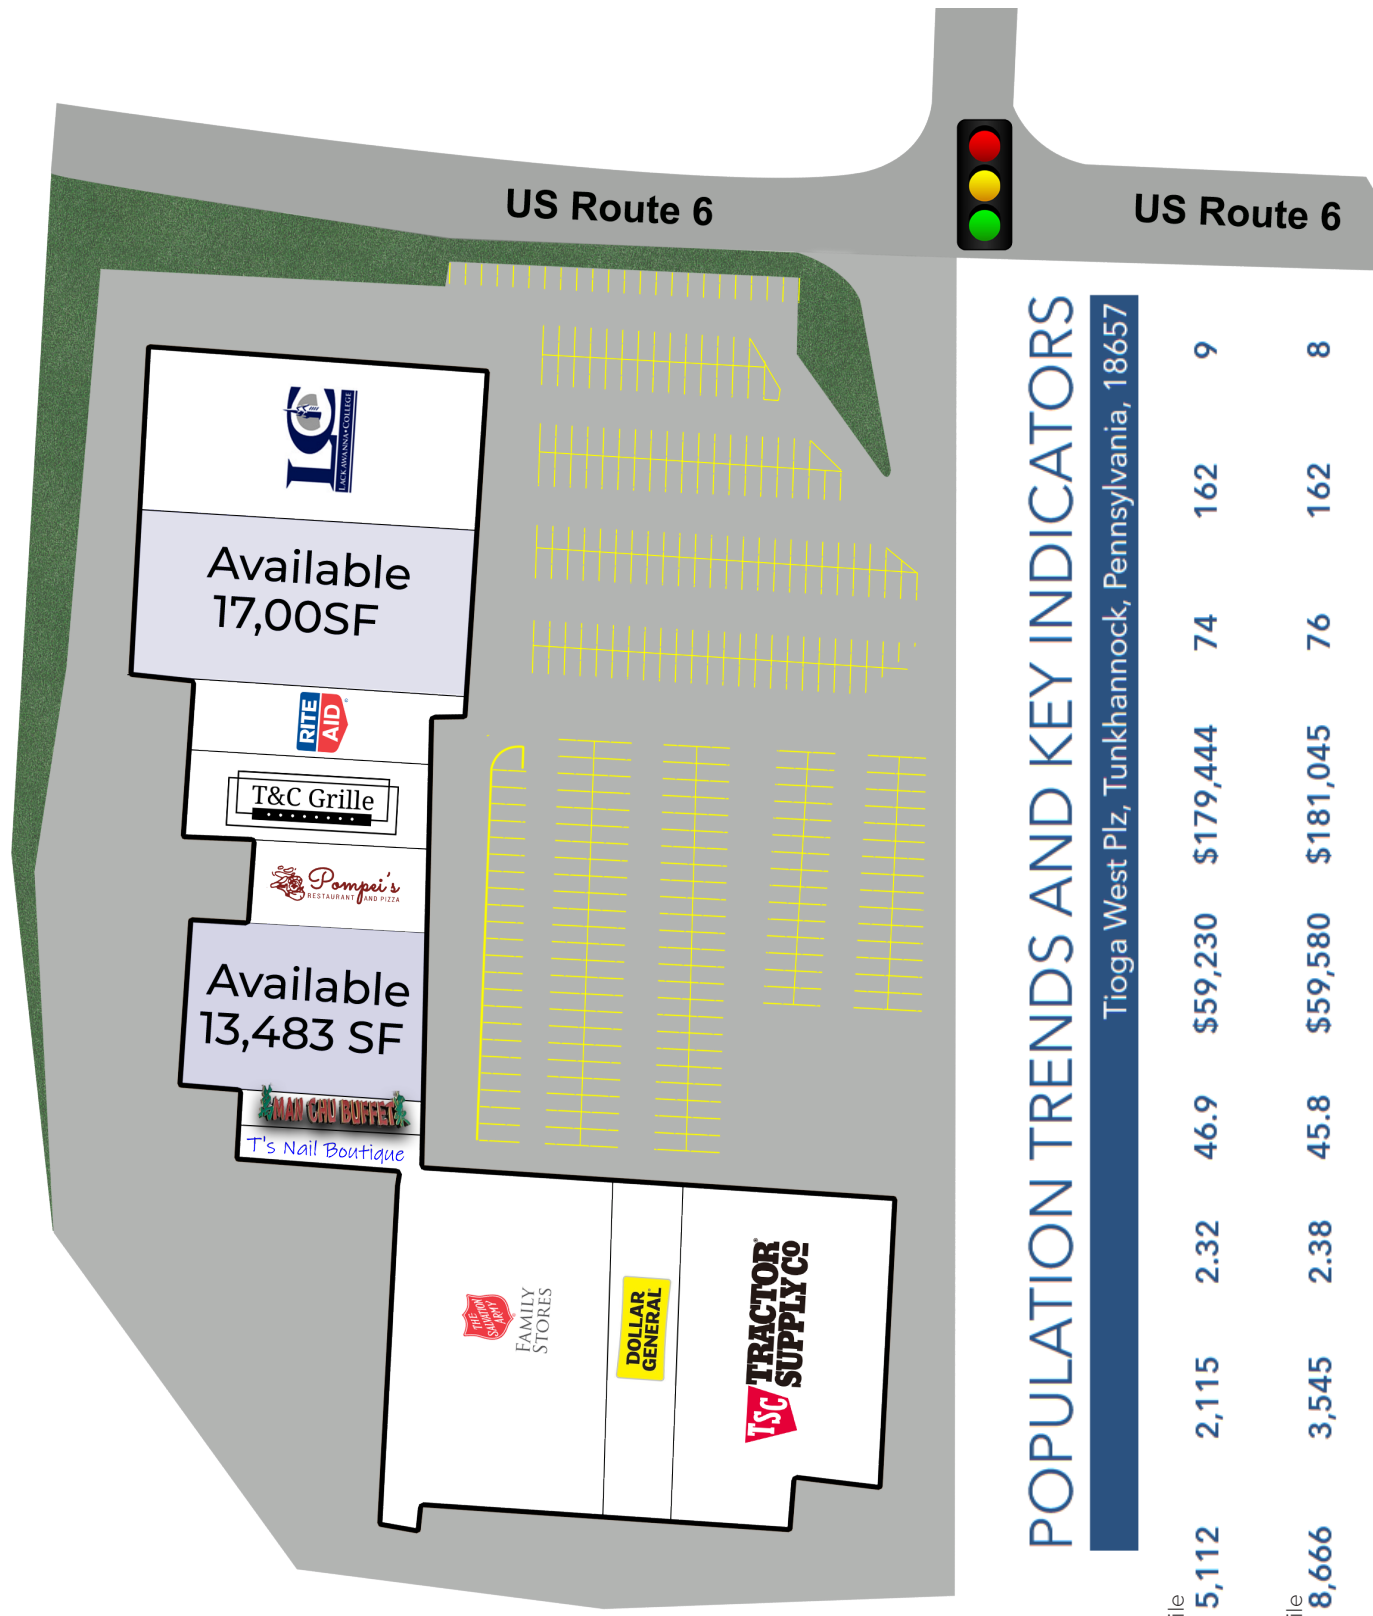 US Route 6
US Route 6
LC
LACKAWANNA COLLEGE
Available
17,00SF
RITE
AID
T&C Grille
Pompei's
RESTAURANT AND PIZZA
Available
13,483 SF
MAN CHU BUFFET
T's Nail Boutique
THE
SALVATION
ARMY
FAMILY
STORES
DOLLAR
GENERAL
TSC TRACTOR
SUPPLY CO
POPULATION TRENDS AND KEY INDICATORS
Tioga West Plz, Tunkhannock, Pennsylvania, 18657
ile
5,112 2,115 2.32 46.9 $59,230 $179,444 74 162 9
ile
8,666 3,545 2.38 45.8 $59,580 $181,045 76 162 8